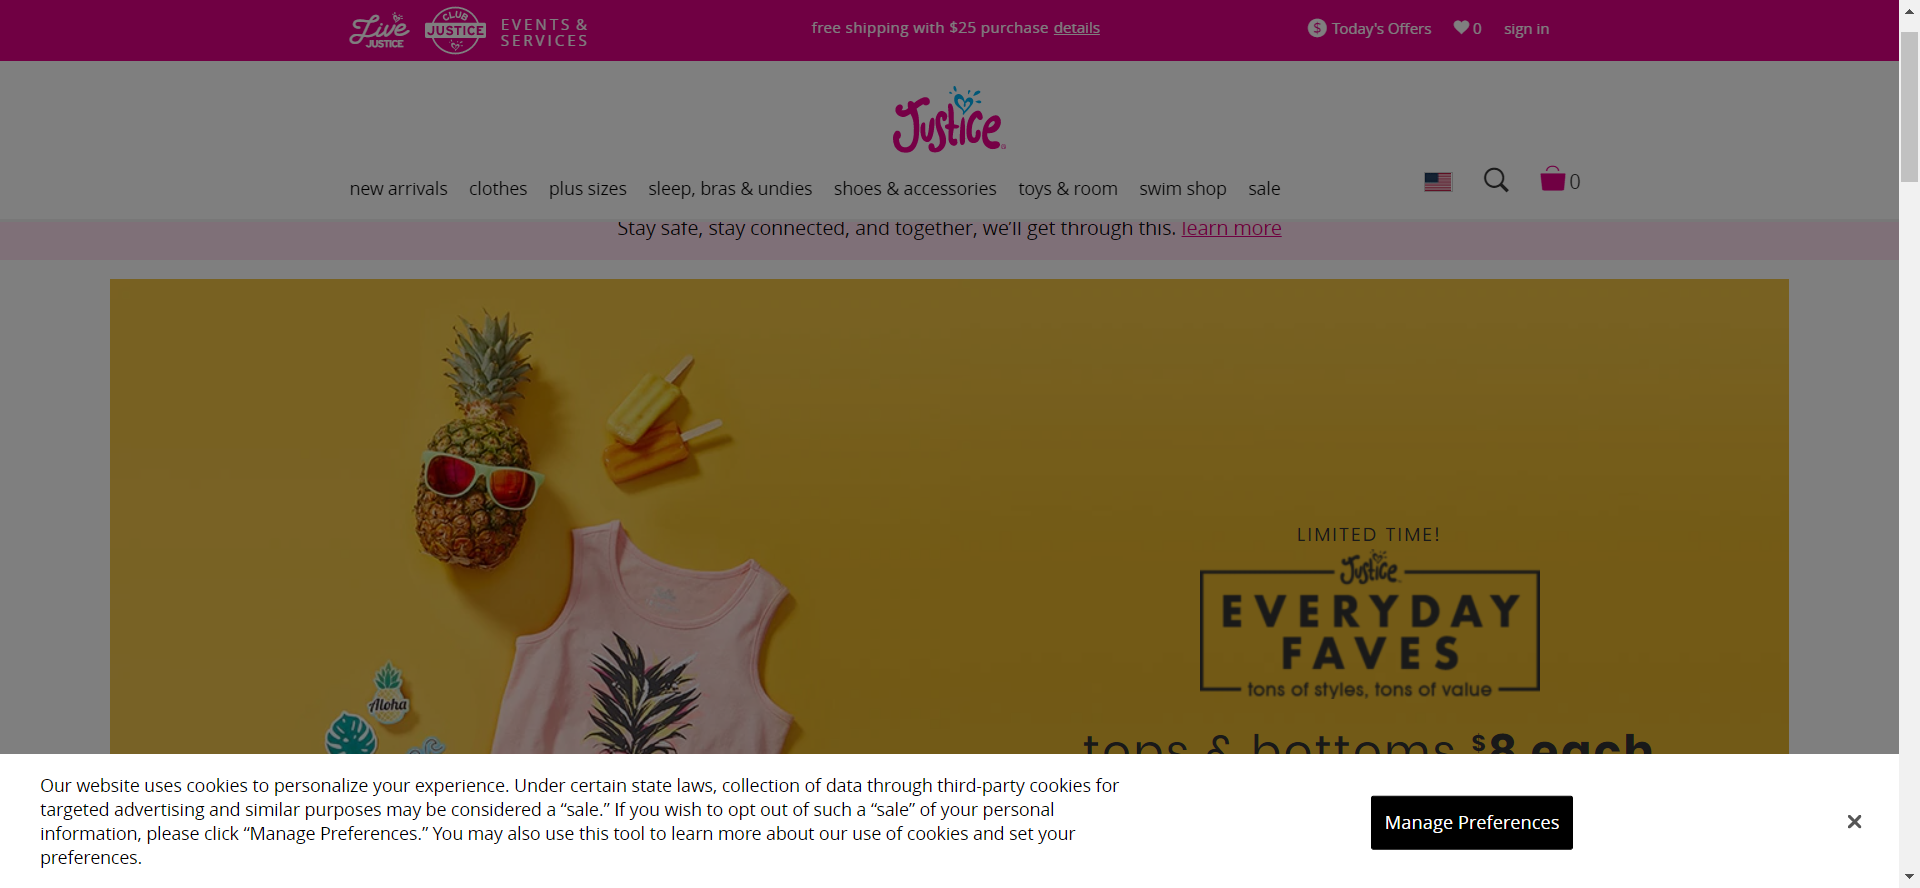 Live JUSTICE
CLUB JUSTICE
EVENTS & SERVICES
free shipping with $25 purchase details
$ Today's Offers
0
sign in
Justice
new arrivals
clothes
plus sizes
sleep, bras & undies
shoes & accessories
toys & room
swim shop
sale
0
Stay safe, stay connected, and together, we'll get through this. learn more
LIMITED TIME!
Justice
EVERYDAY
FAVES
tons of styles, tons of value
tops & bottoms $8 each
Aloha
Our website uses cookies to personalize your experience. Under certain state laws, collection of data through third-party cookies for
targeted advertising and similar purposes may be considered a “sale.” If you wish to opt out of such a “sale” of your personal
information, please click “Manage Preferences.” You may also use this tool to learn more about our use of cookies and set your
preferences.
Manage Preferences